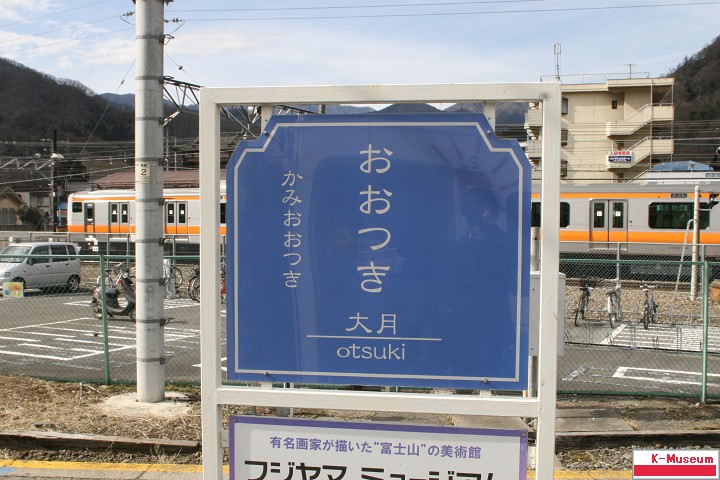 おおつき
かみおおつき
大月
otsuki
有名画家が描いた"富士山"の美術館
フジヤマ ミュージアム
2
K-Museum